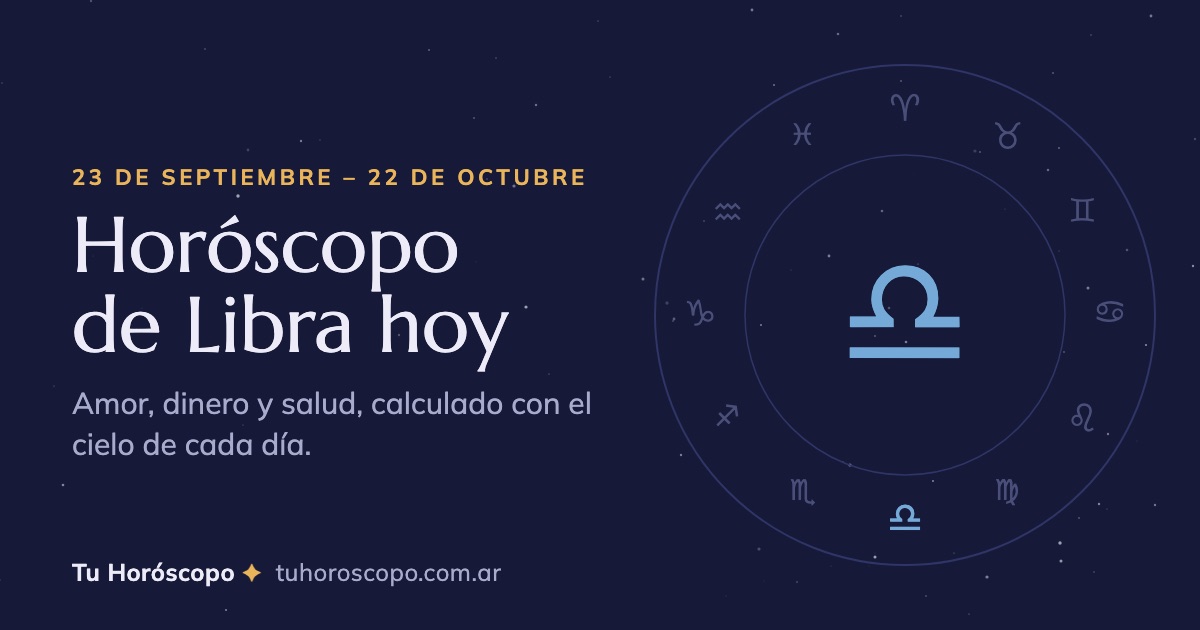 23 DE SEPTIEMBRE – 22 DE OCTUBRE
Horóscopo
de Libra hoy
Amor, dinero y salud, calculado con el
cielo de cada día.
Tu Horóscopo ✦ tuhoroscopo.com.ar